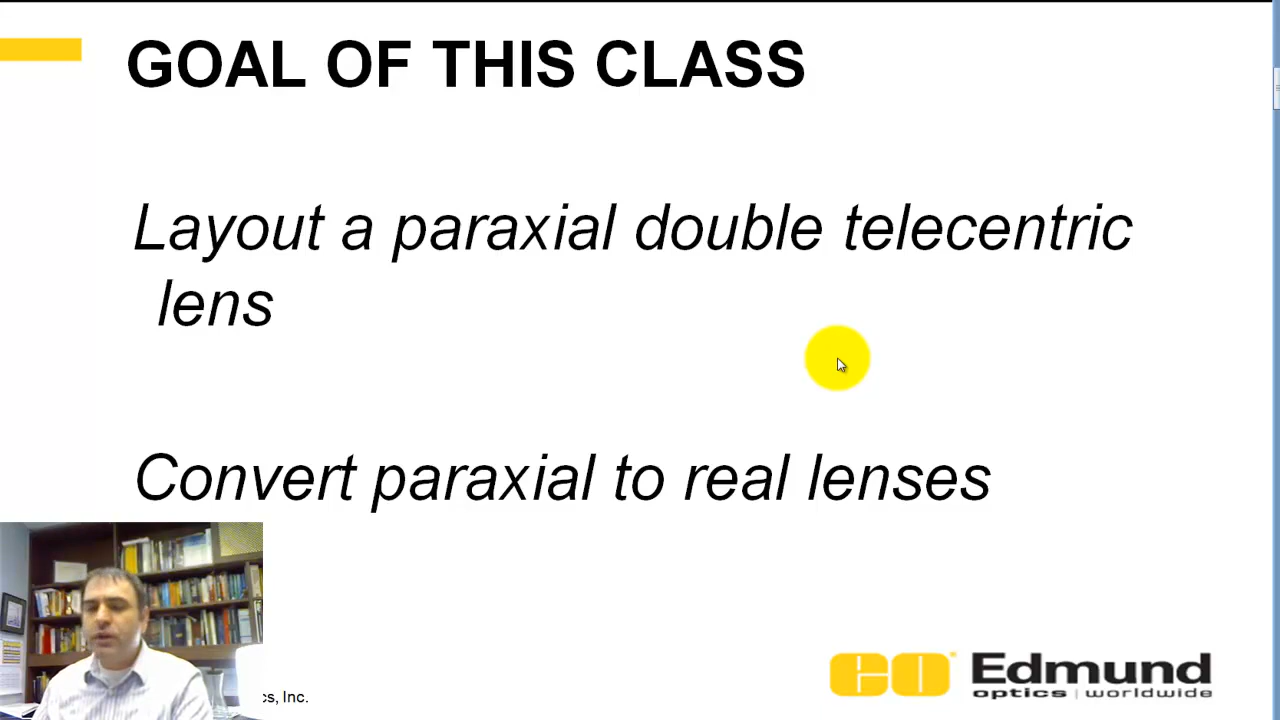 GOAL OF THIS CLASS
Layout a paraxial double telecentric
lens
Convert paraxial to real lenses
cs, Inc.
EO Edmund
optics | worldwide